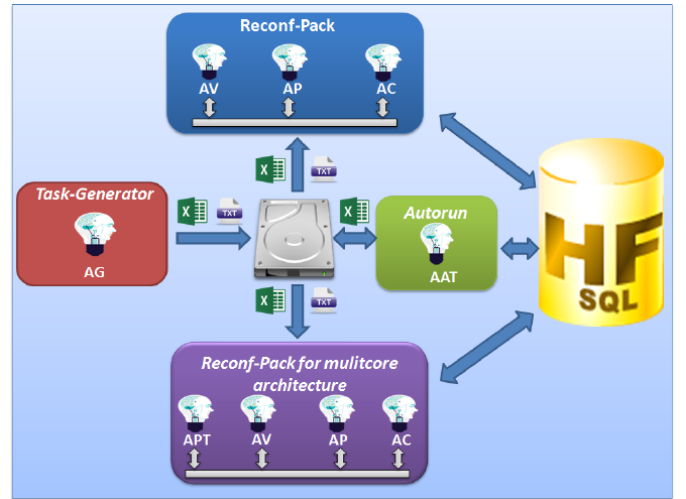 Reconf-Pack
AV AP AC
X TXT
Task-Generator
AG
X TXT
X
Autorun
AAT
HF
SQL
X TXT
Reconf-Pack for mulitcore
architecture
APT AV AP AC